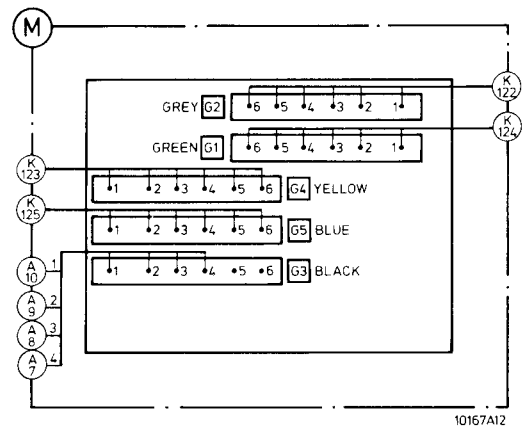 M
K 122
GREY G2 6 5 4 3 2 1
K 124
GREEN G1 6 5 4 3 2 1
K 123
1 2 3 4 5 6 G4 YELLOW
K 125
1 2 3 4 5 6 G5 BLUE
A 10 1
1 2 3 4 5 6 G3 BLACK
A 9 2
A 8 3
A 7 4
10167A12